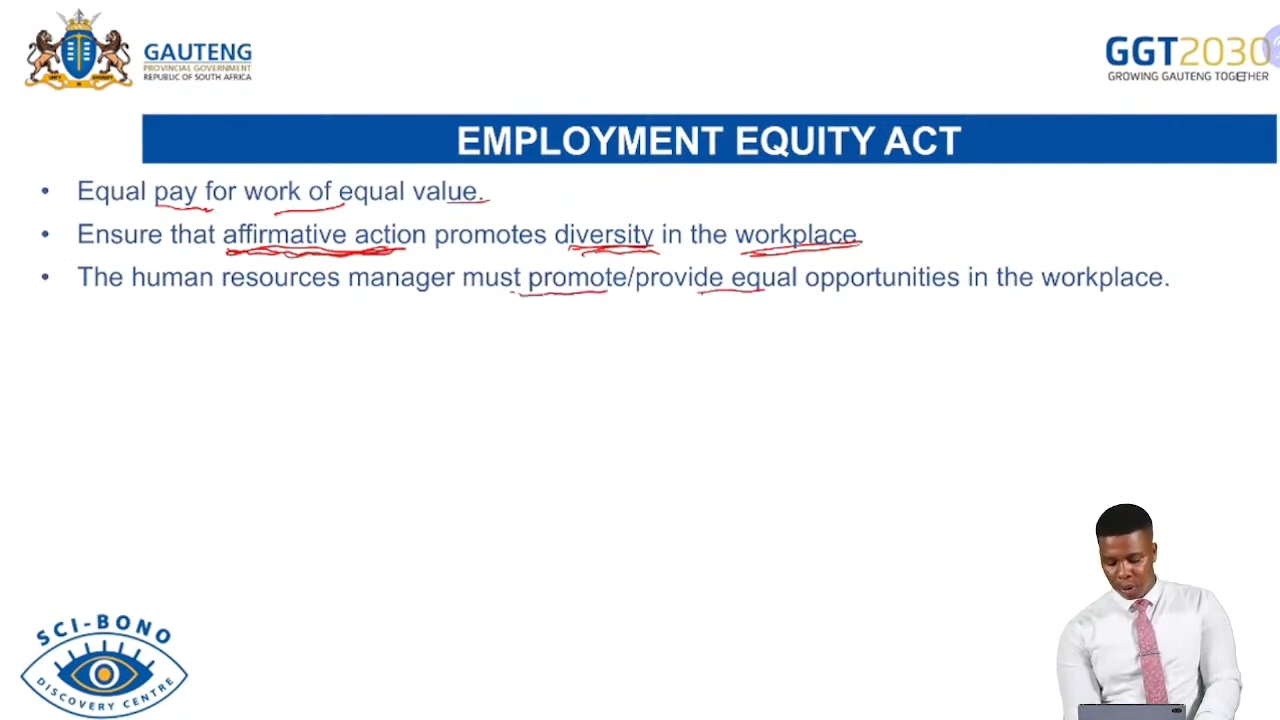 GAUTENG
PROVINCIAL GOVERNMENT
REPUBLIC OF SOUTH AFRICA
GGT2030
GROWING GAUTENG TOGETHER
EMPLOYMENT EQUITY ACT
• Equal pay for work of equal value.
• Ensure that affirmative action promotes diversity in the workplace
• The human resources manager must promote/provide equal opportunities in the workplace.
SCI-BONO
DISCOVERY CENTRE